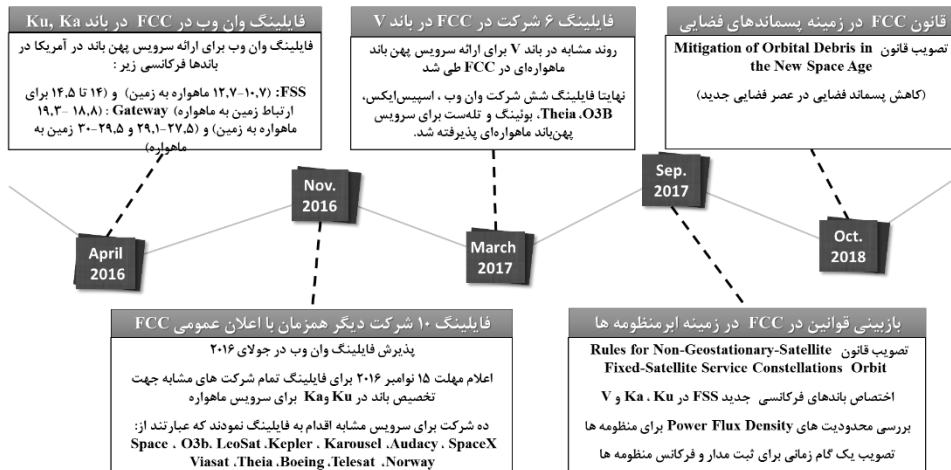 فایلینگ وان وب در FCC در باند Ku, Ka
فایلینگ وان وب برای ارائه سرویس پهن باند در آمریکا در
باندها فرکانسی زیر :
FSS: (۱۰,۷–۱۲,۷ ماهواره به زمین) و (۱۴ تا ۱۴,۵ برای
ارتباط زمین به ماهواره) Gateway : (۱۸,۸ – ۱۹,۳
ماهواره به زمین) و (۲۷,۵–۲۹,۱ و ۲۹,۵–۳۰ زمین به
ماهواره)
فایلینگ ۶ شرکت در FCC در باند V
روند مشابه در باند V برای ارائه سرویس پهن باند
ماهواره‌ای در FCC طی شد
نهایتا فایلینگ شش شرکت وان وب ، اسپیس‌ایکس،
Theia ،O3B، بوئینگ و تله‌ست برای سرویس
پهن‌باند ماهواره‌ای پذیرفته شد.
قانون FCC در زمینه پسماندهای فضایی
تصویب قانون Mitigation of Orbital Debris in
the New Space Age
(کاهش پسماند فضایی در عصر فضایی جدید)
April
2016
Nov.
2016
March
2017
Sep.
2017
Oct.
2018
فایلینگ ۱۰ شرکت دیگر همزمان با اعلان عمومی FCC
پذیرش فایلینگ وان وب در جولای ۲۰۱۶
اعلام مهلت ۱۵ نوامبر ۲۰۱۶ برای فایلینگ تمام شرکت های مشابه جهت
تخصیص باند در Ku وKa برای سرویس ماهواره
ده شرکت برای سرویس مشابه اقدام به فایلینگ نمودند که عبارتند از:
Space ، O3b، LeoSat ،Kepler ، Karousel ،Audacy ، SpaceX
Viasat ،Theia ،Boeing ،Telesat ،Norway
بازبینی قوانین در FCC در زمینه ابرمنظومه ها
تصویب قانون Rules for Non-Geostationary-Satellite
Fixed-Satellite Service Constellations Orbit
اختصاص باندهای فرکانسی جدید FSS در Ka ، Ku و V
بررسی محدودیت های Power Flux Density برای منظومه ها
تصویب یک گام زمانی برای ثبت مدار و فرکانس منظومه ها